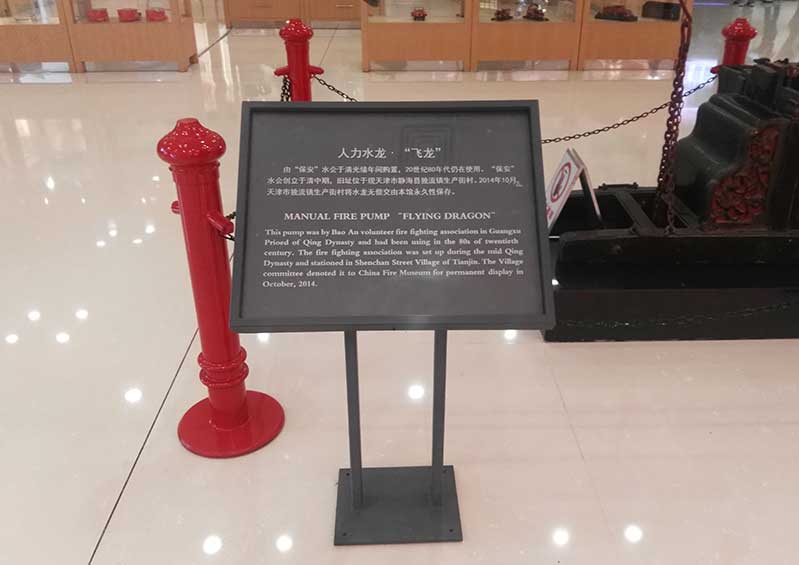 人力水龙·“飞龙”
由“保安”水会于清光绪年间购置，20世纪80年代仍在使用。“保安”
水会创立于清中期，旧址位于现天津市静海县独流镇生产街村。2014年10月，
天津市独流镇生产街村将水龙无偿交由本馆永久性保存。
MANUAL FIRE PUMP “FLYING DRAGON”
This pump was by Bao An volunteer fire fighting association in Guangxu
Prioed of Qing Dynasty and had been using in the 80s of twentieth
century. The fire fighting association was set up during the mid Qing
Dynasty and stationed in Shenchan Street Village of Tianjin. The Village
committee denoted it to China Fire Museum for permanent display in
October, 2014.